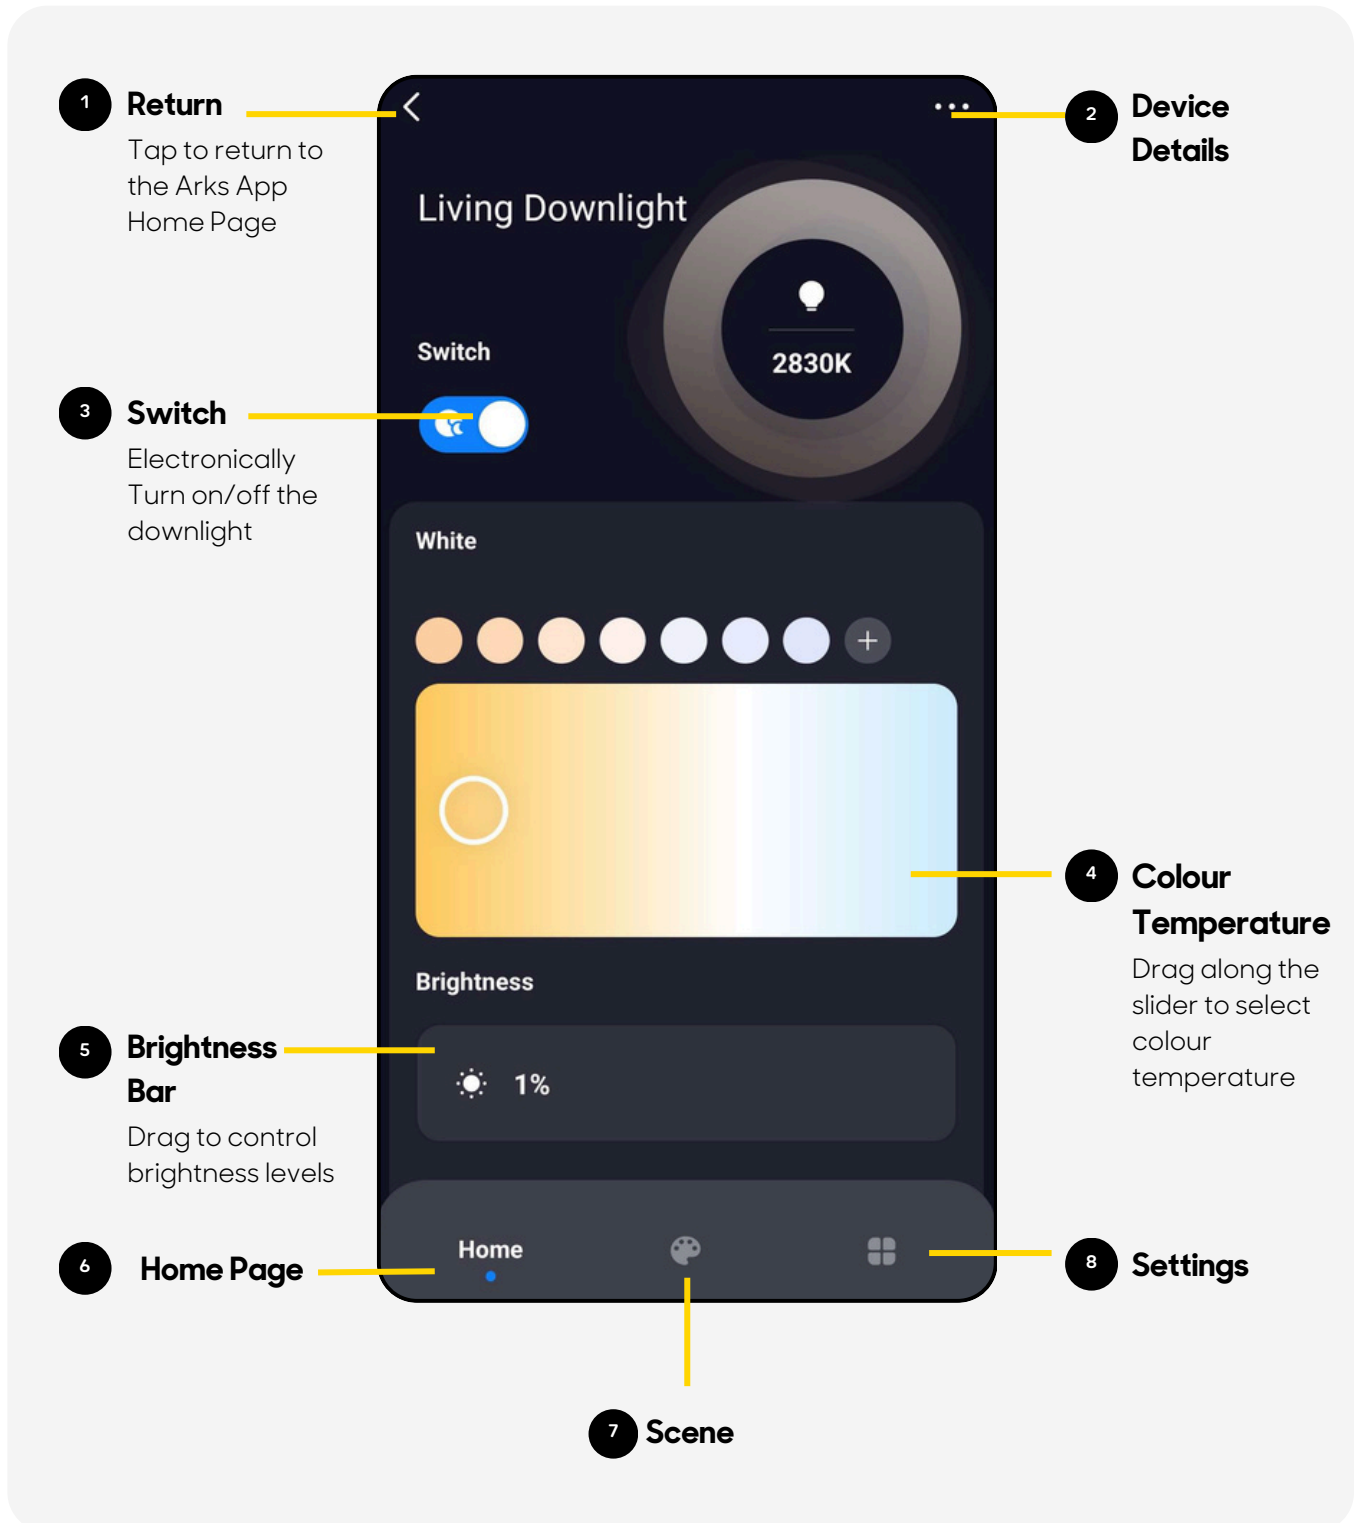 1 Return
Tap to return to
the Arks App
Home Page
2 Device
Details
Living Downlight
2830K
Switch
3 Switch
Electronically
Turn on/off the
downlight
White
4 Colour
Temperature
Drag along the
slider to select
colour
temperature
Brightness
5 Brightness
Bar
Drag to control
brightness levels
1%
Home
6 Home Page
8 Settings
7 Scene